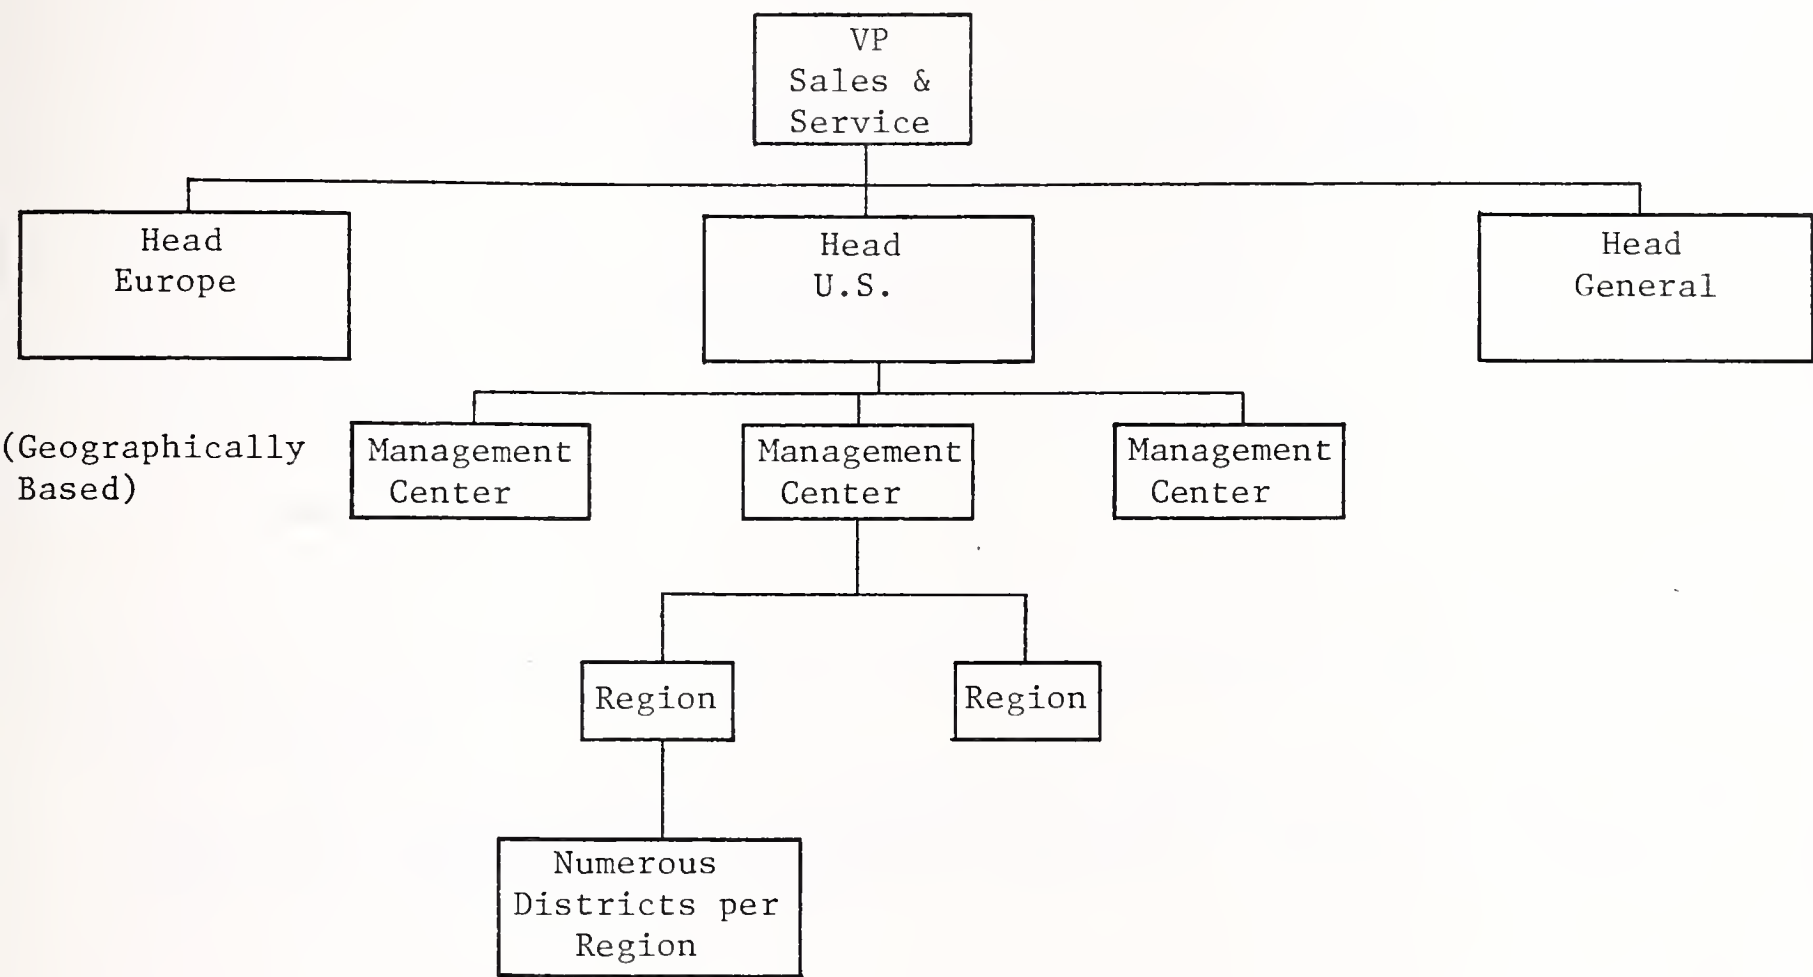 VP
Sales &
Service
Head
Europe
Head
U.S.
Head
General
(Geographically
Based)
Management
Center
Management
Center
Management
Center
Region
Region
Numerous
Districts per
Region